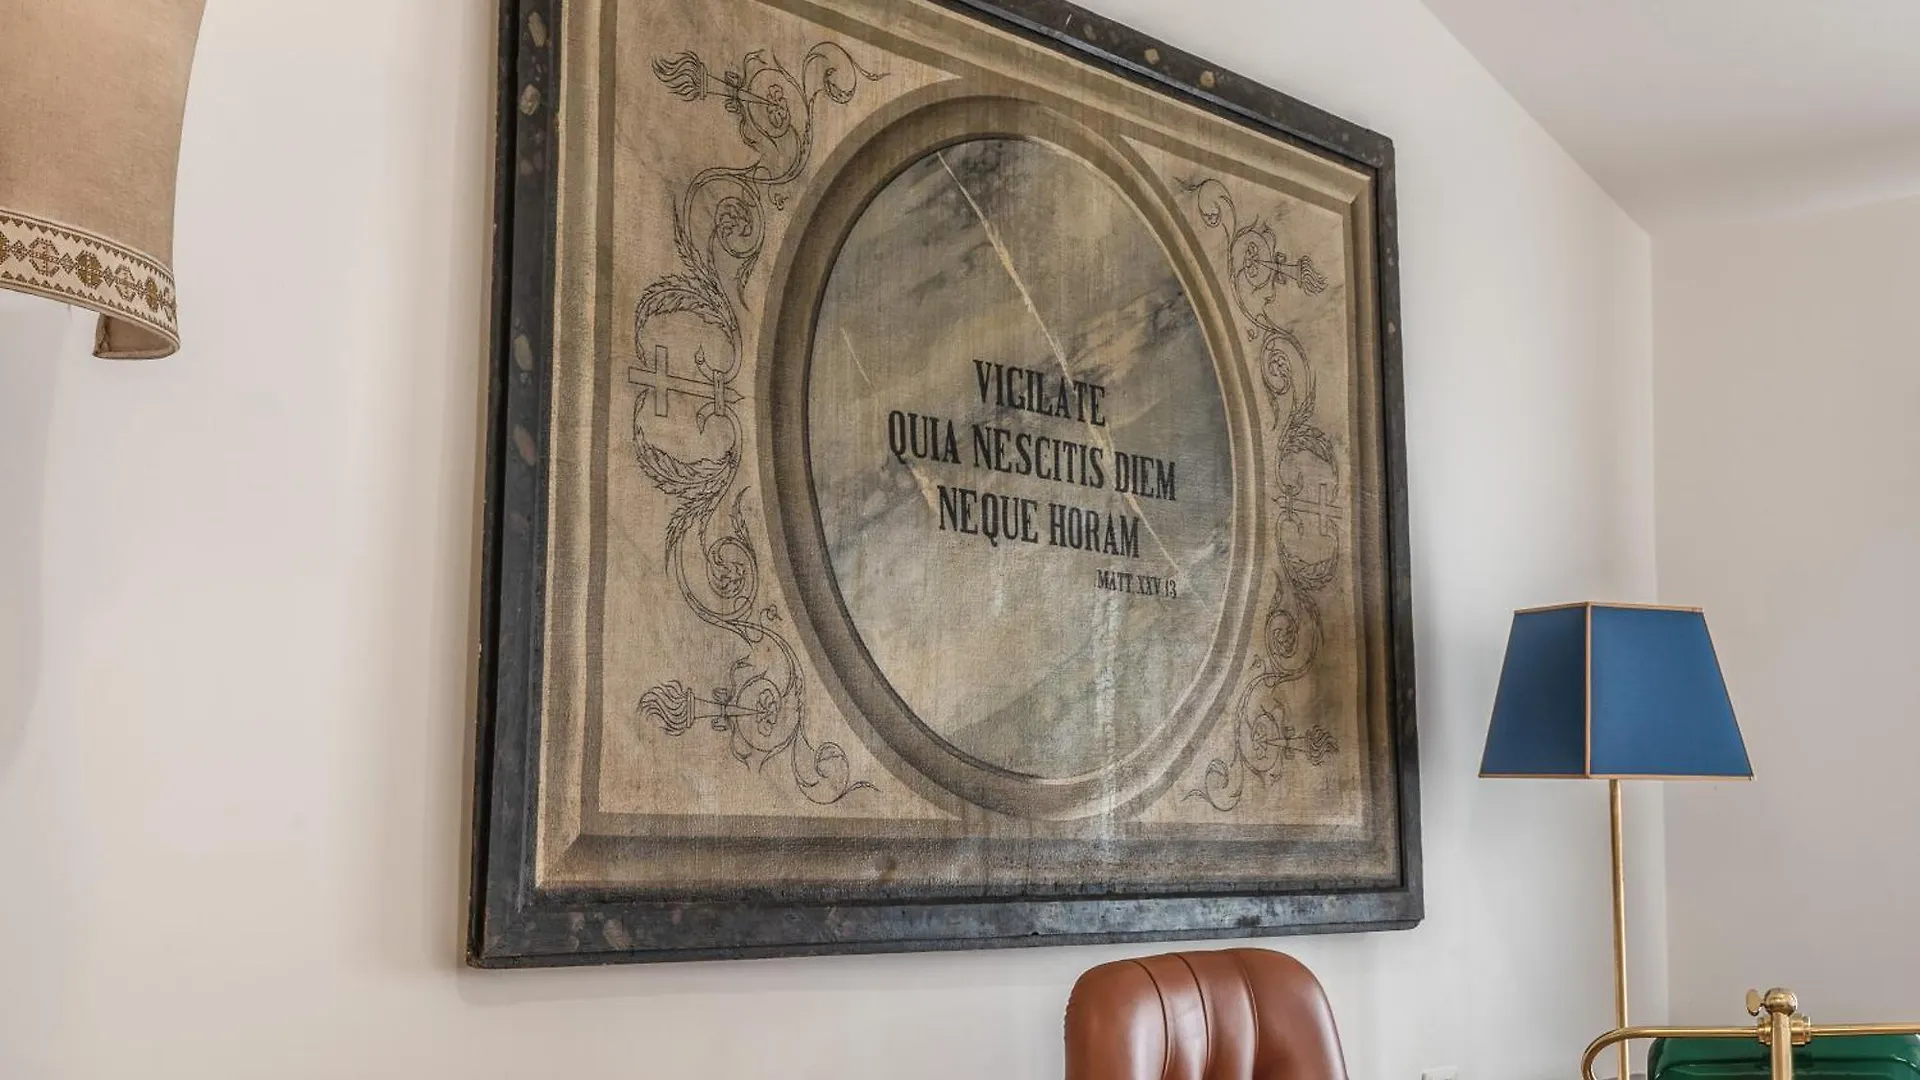 VIGILATE
QUIA NESCITIS DIEM
NEQUE HORAM
MATT. XXV. 13